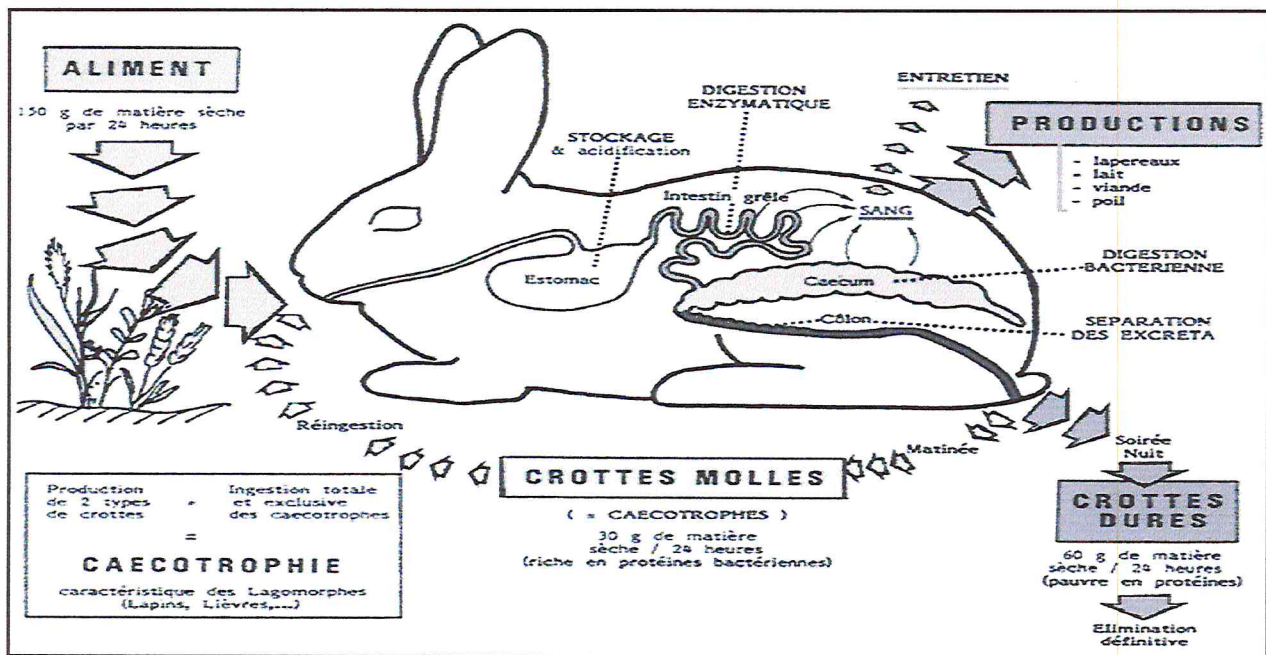 ALIMENT
150 g de matière sèche
par 24 heures
STOCKAGE
& acidification
DIGESTION
ENZYMATIQUE
ENTRETIEN
PRODUCTIONS
- lapereaux
- lait
- viande
- poil
Intestin grêle
SANG
Estomac
Caecum
Côlon
DIGESTION
BACTERIENNE
SEPARATION
DES EXCRETA
Réingestion
Matinée
Soirée
Nuit
CROTTES MOLLES
( = CAECOTROPHES )
30 g de matière
sèche / 24 heures
(riche en protéines bactériennes)
CROTTES
DURES
60 g de matière
sèche / 24 heures
(pauvre en protéines)
Elimination
définitive
Production
de 2 types
de crottes
+
Ingestion totale
et exclusive
des caecotrophes
=
CAECOTROPHIE
caractéristique des Lagomorphes
(Lapins, Lièvres,...)